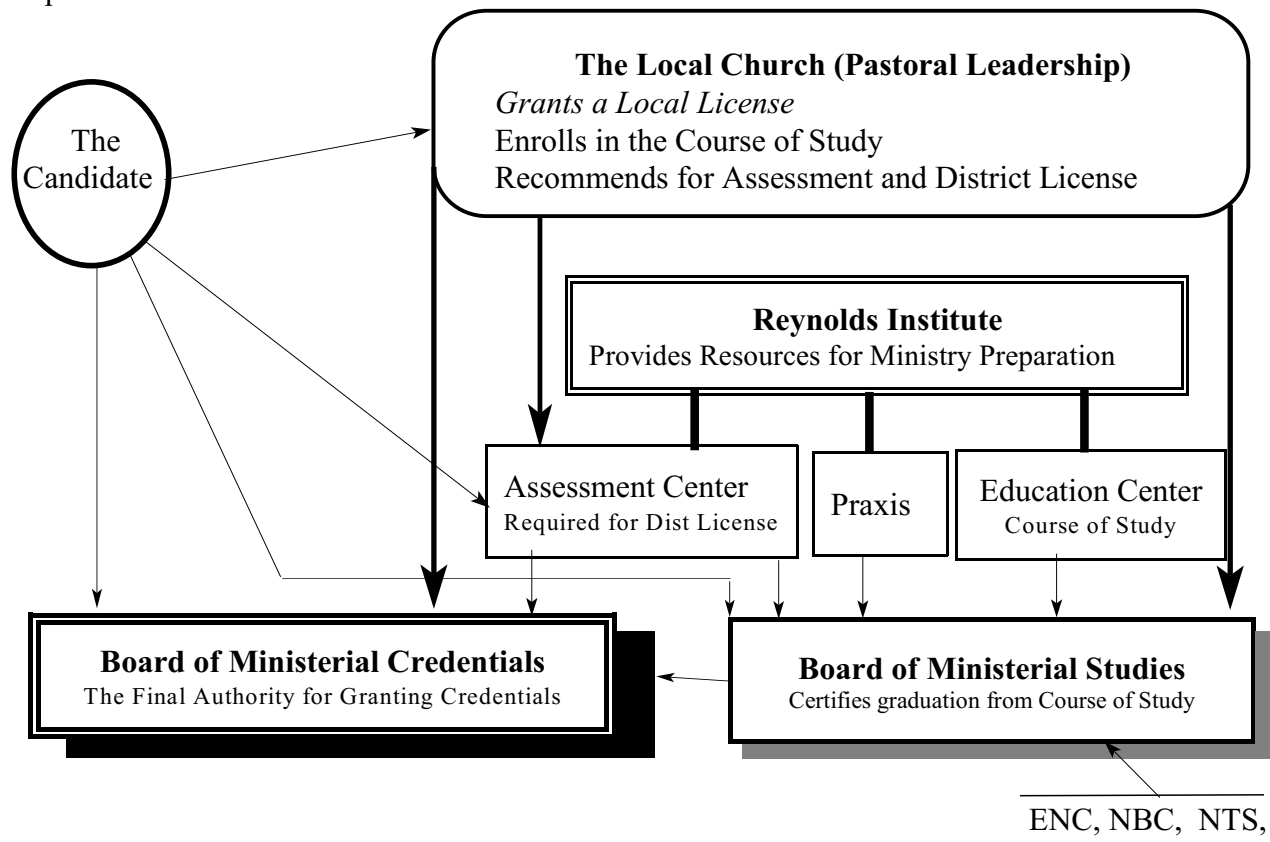 The Local Church (Pastoral Leadership)
Grants a Local License
Enrolls in the Course of Study
Recommends for Assessment and District License
The
Candidate
Reynolds Institute
Provides Resources for Ministry Preparation
Assessment Center
Required for Dist License
Praxis
Education Center
Course of Study
Board of Ministerial Credentials
The Final Authority for Granting Credentials
Board of Ministerial Studies
Certifies graduation from Course of Study
ENC, NBC, NTS,